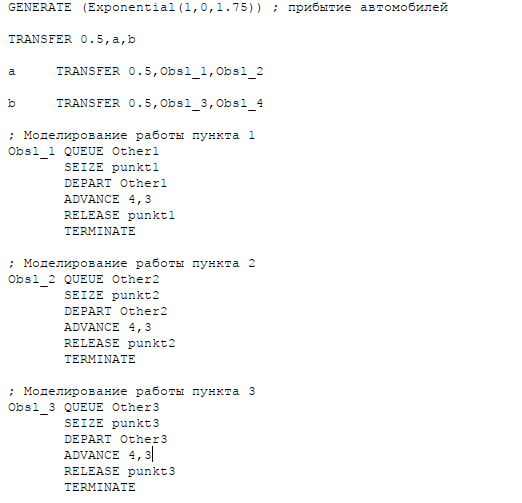 GENERATE (Exponential(1,0,1.75)) ; прибытие автомобилей
TRANSFER 0.5,a,b
a TRANSFER 0.5,Obsl_1,Obsl_2
b TRANSFER 0.5,Obsl_3,Obsl_4
; Моделирование работы пункта 1
Obsl_1 QUEUE Other1
SEIZE punkt1
DEPART Other1
ADVANCE 4,3
RELEASE punkt1
TERMINATE
; Моделирование работы пункта 2
Obsl_2 QUEUE Other2
SEIZE punkt2
DEPART Other2
ADVANCE 4,3
RELEASE punkt2
TERMINATE
; Моделирование работы пункта 3
Obsl_3 QUEUE Other3
SEIZE punkt3
DEPART Other3
ADVANCE 4,3
RELEASE punkt3
TERMINATE